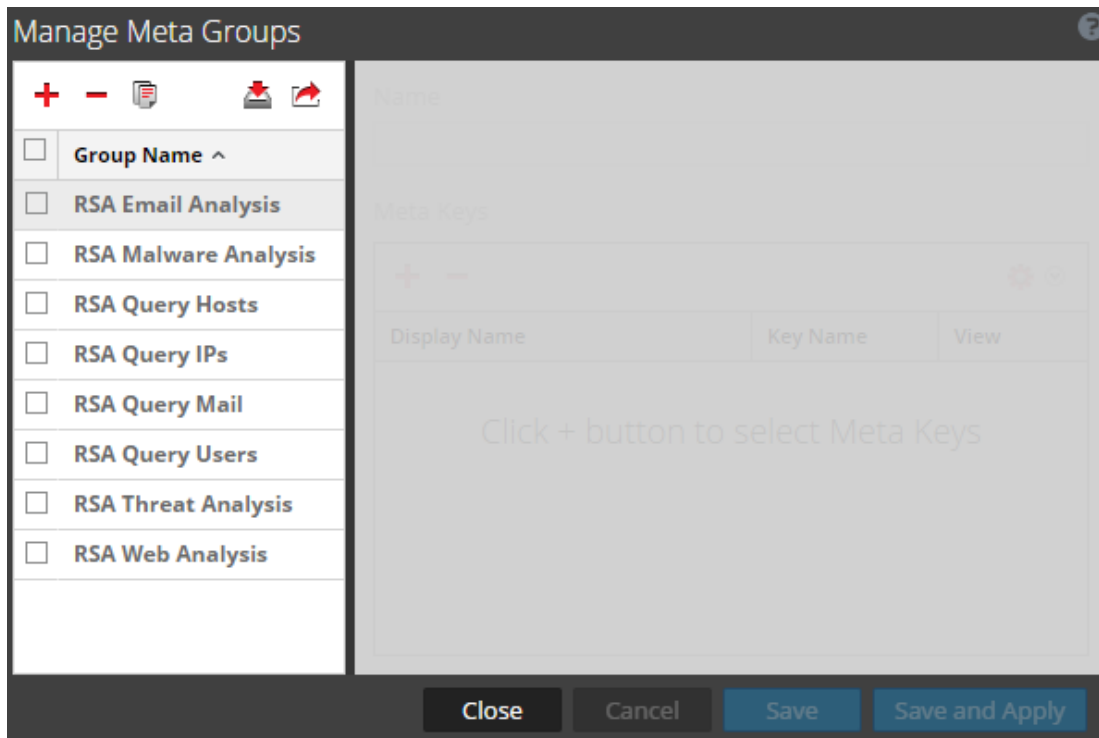 Manage Meta Groups
?
Group Name
RSA Email Analysis
RSA Malware Analysis
RSA Query Hosts
RSA Query IPs
RSA Query Mail
RSA Query Users
RSA Threat Analysis
RSA Web Analysis
Name
Meta Keys
Display Name Key Name View
Click + button to select Meta Keys
Close Cancel Save Save and Apply